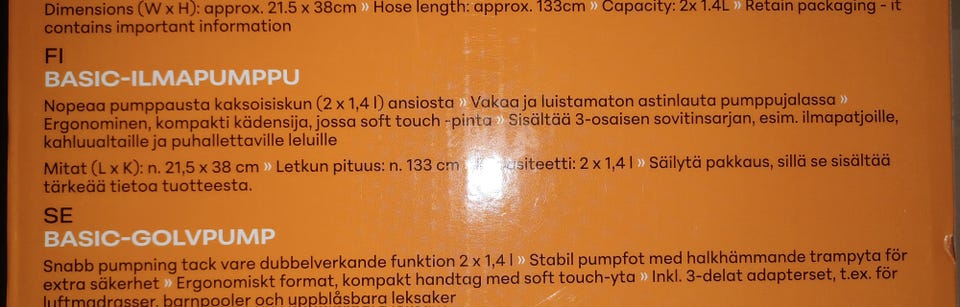 Dimensions (W x H): approx. 21.5 x 38cm » Hose length: approx. 133cm » Capacity: 2x 1.4L » Retain packaging - it
contains important information
FI
BASIC-ILMAPUMPPU
Nopeaa pumppausta kaksoisiskun (2 x 1,4 l) ansiosta » Vakaa ja luistamaton astinlauta pumppujalassa »
Ergonominen, kompakti kädensija, jossa soft touch -pinta » Sisältää 3-osaisen sovitinsarjan, esim. ilmapatjoille,
kahluualtaille ja puhallettaville leluille
Mitat (L x K): n. 21,5 x 38 cm » Letkun pituus: n. 133 cm » 2 x 1,4 l » Säilytä pakkaus, sillä se sisältää
tärkeää tietoa tuotteesta.
SE
BASIC-GOLVPUMP
Snabb pumpning tack vare dubbelverkande funktion 2 x 1,4 l » Stabil pumpfot med halkhämmande trampyta för
extra säkerhet » Ergonomiskt format, kompakt handtag med soft touch-yta » Inkl. 3-delat adapterset, t.ex. för
luftmadrasser, barnpooler och uppblåsbara leksaker